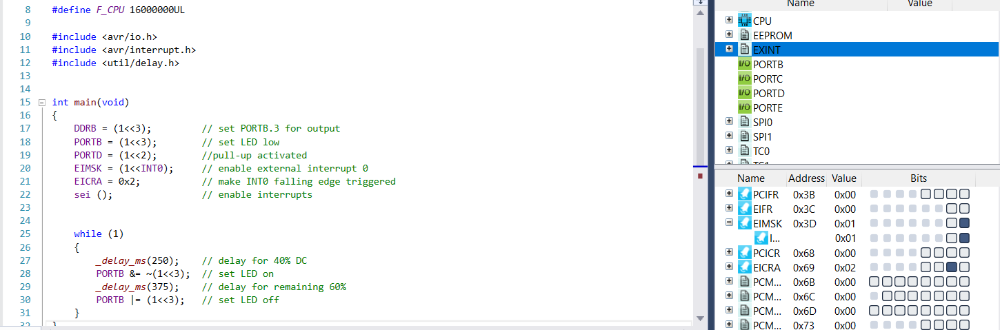 8 #define F_CPU 16000000UL
9
10 #include <avr/io.h>
11 #include <avr/interrupt.h>
12 #include <util/delay.h>
13
14
15 int main(void)
16 {
17 DDRB = (1<<3); // set PORTB.3 for output
18 PORTB = (1<<3); // set LED low
19 PORTD = (1<<2); //pull-up activated
20 EIMSK = (1<<INT0); // enable external interrupt 0
21 EICRA = 0x2; // make INT0 falling edge triggered
22 sei (); // enable interrupts
23
24
25 while (1)
26 {
27 _delay_ms(250); // delay for 40% DC
28 PORTB &= ~(1<<3); // set LED on
29 _delay_ms(375); // delay for remaining 60%
30 PORTB |= (1<<3); // set LED off
31 }
32 }
Name Value
CPU
EEPROM
EXINT
I/O PORTB
I/O PORTC
I/O PORTD
I/O PORTE
SPI0
SPI1
TC0
TC1
Name Address Value Bits
PCIFR 0x3B 0x00
EIFR 0x3C 0x00
EIMSK 0x3D 0x01
I... 0x01
PCICR 0x68 0x00
EICRA 0x69 0x02
PCM... 0x6B 0x00
PCM... 0x6C 0x00
PCM... 0x6D 0x00
PCM... 0x73 0x00